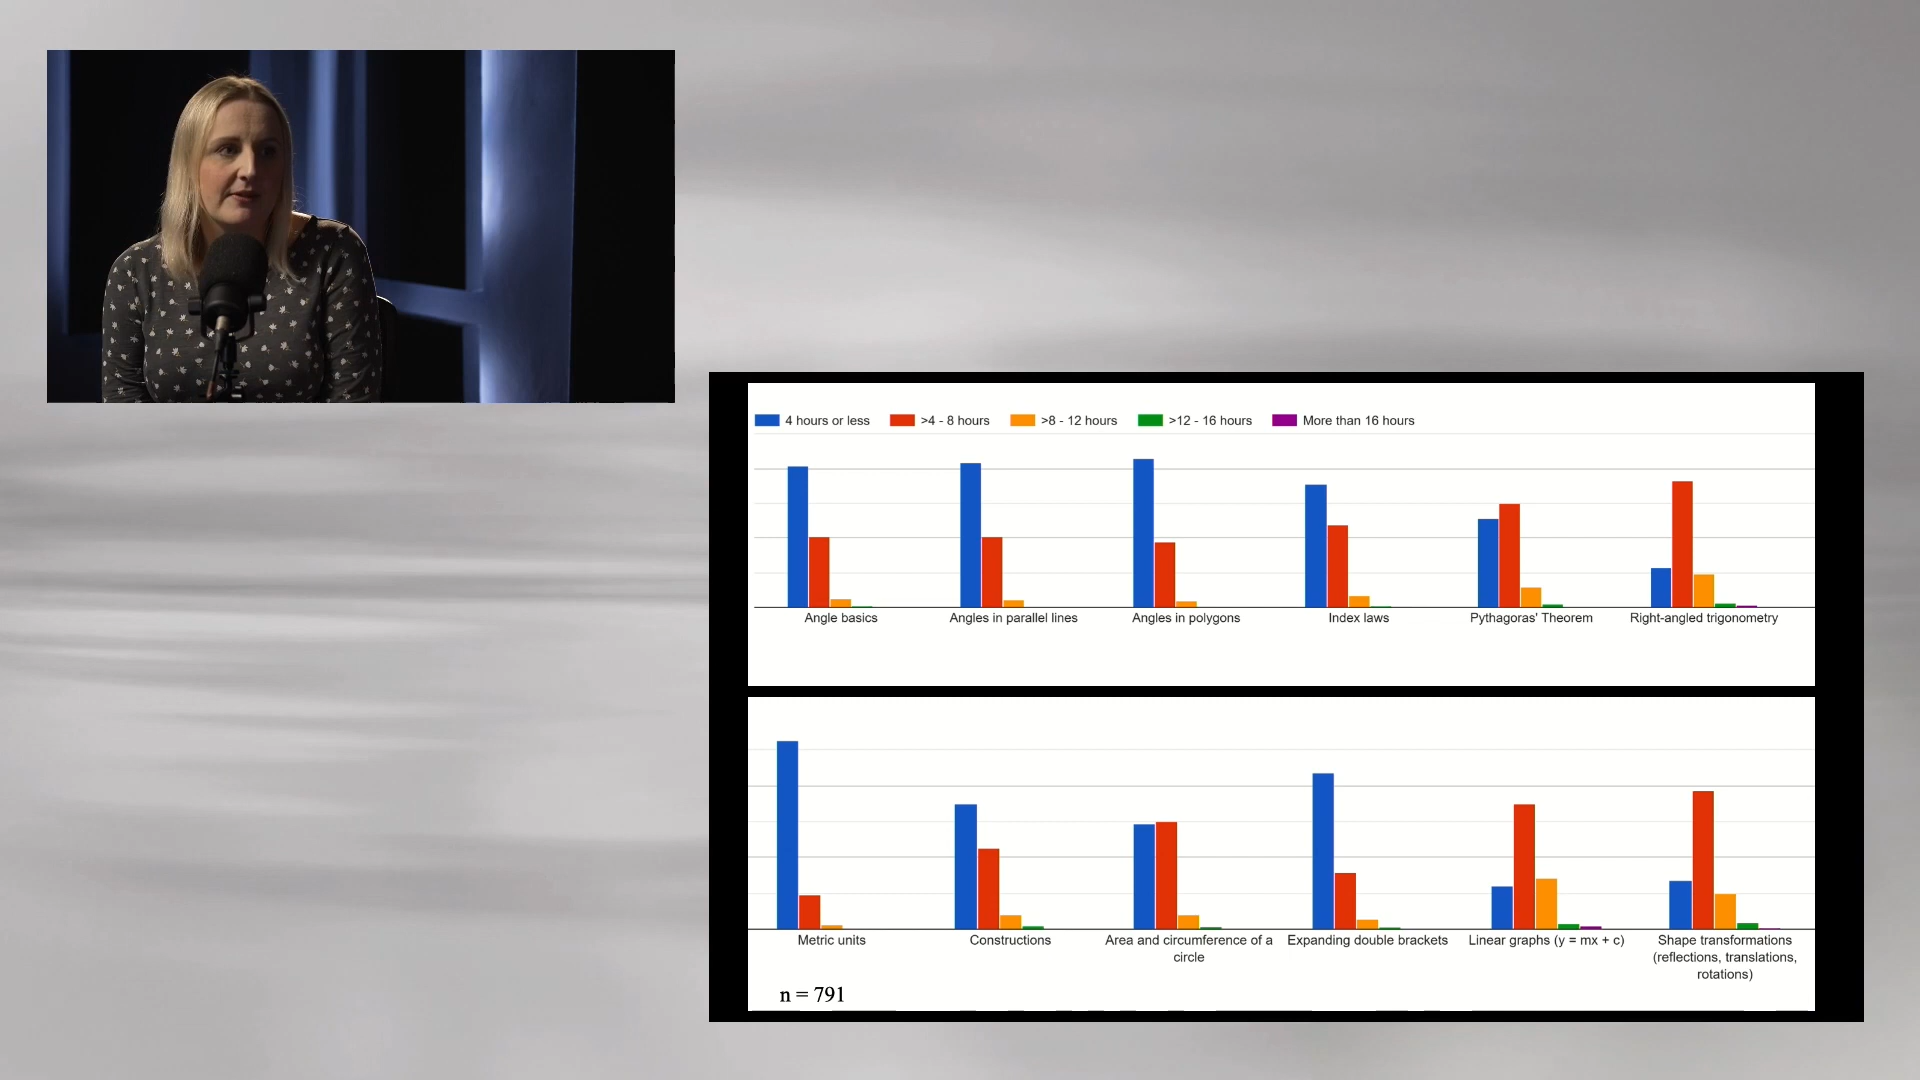 4 hours or less >4 - 8 hours >8 - 12 hours >12 - 16 hours More than 16 hours
Angle basics Angles in parallel lines Angles in polygons Index laws Pythagoras' Theorem Right-angled trigonometry
Metric units Constructions Area and circumference of a circle Expanding double brackets Linear graphs (y = mx + c) Shape transformations (reflections, translations, rotations)
n = 791